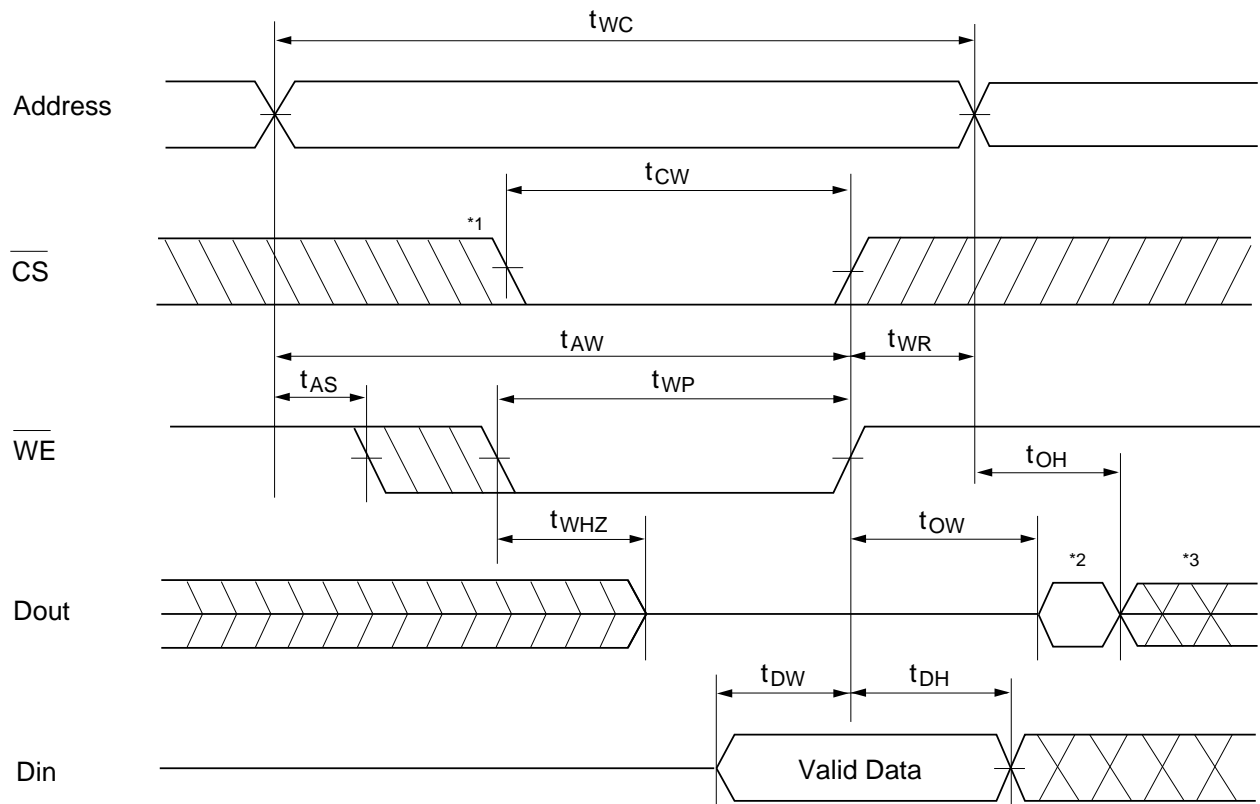 tWC
Address
tCW
*1
CS
tAW
tWR
tAS
tWP
WE
tOH
tWHZ
tOW
*2
*3
Dout
tDW
tDH
Din
Valid Data